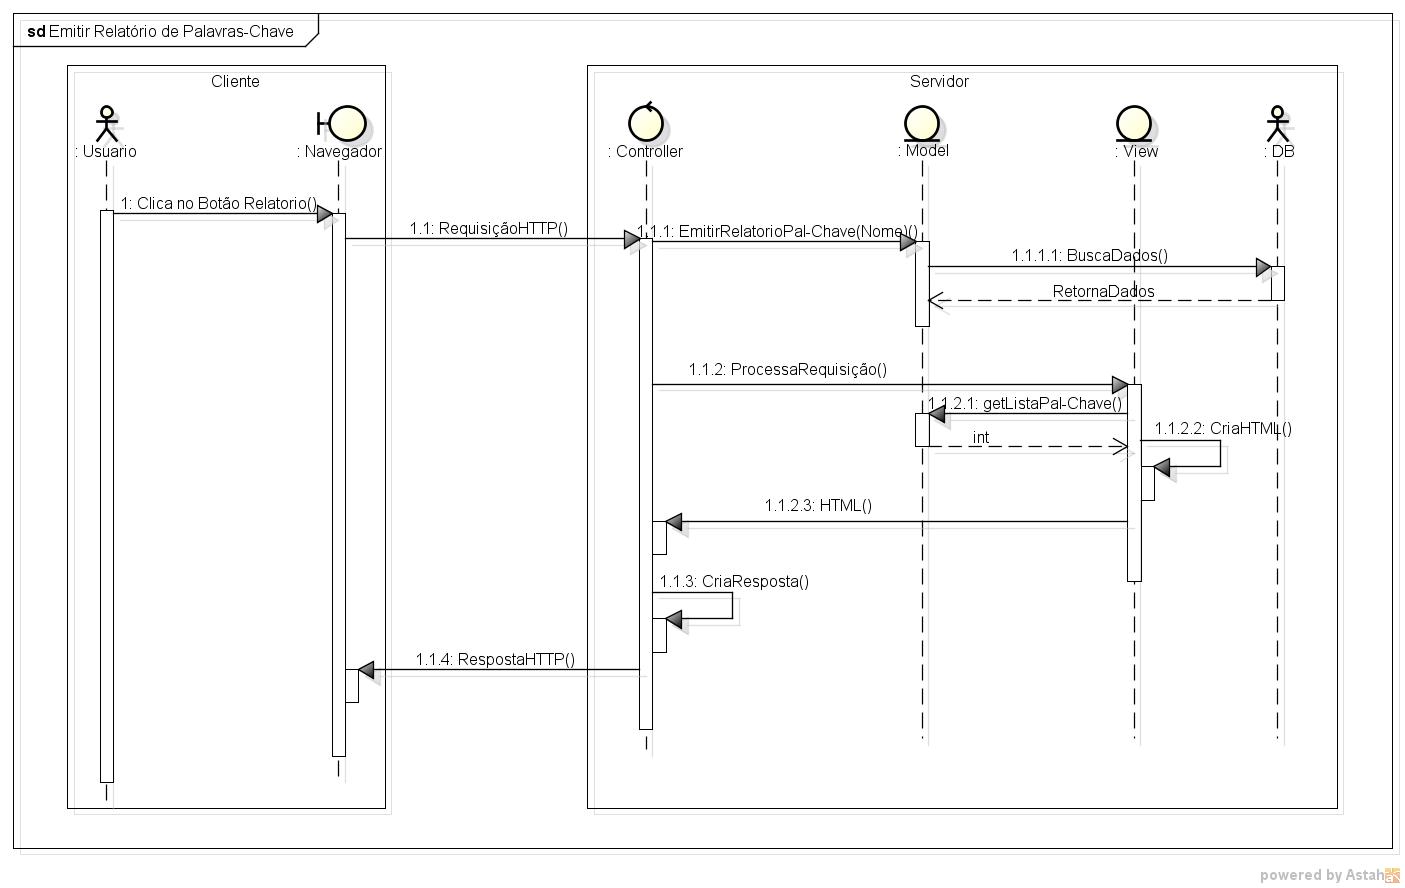 sd Emitir Relatório de Palavras-Chave
Cliente
Servidor
: Usuario
: Navegador
: Controller
: Model
: View
: DB
1: Clica no Botão Relatorio()
1.1: RequisiçãoHTTP()
1.1.1: EmitirRelatorioPal-Chave(Nome)()
1.1.1.1: BuscaDados()
RetornaDados
1.1.2: ProcessaRequisição()
1.1.2.1: getListaPal-Chave()
1.1.2.2: CriaHTML()
int
1.1.2.3: HTML()
1.1.3: CriaResposta()
1.1.4: RespostaHTTP()
powered by Astah